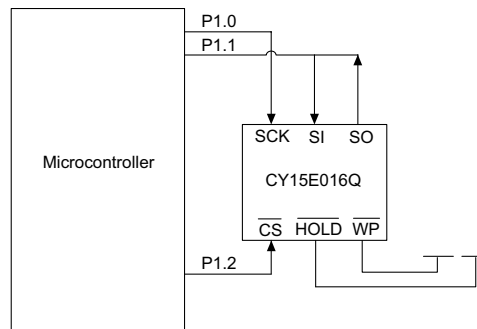 P1.0
P1.1
SCK SI SO
Microcontroller
CY15E016Q
CS HOLD WP
P1.2